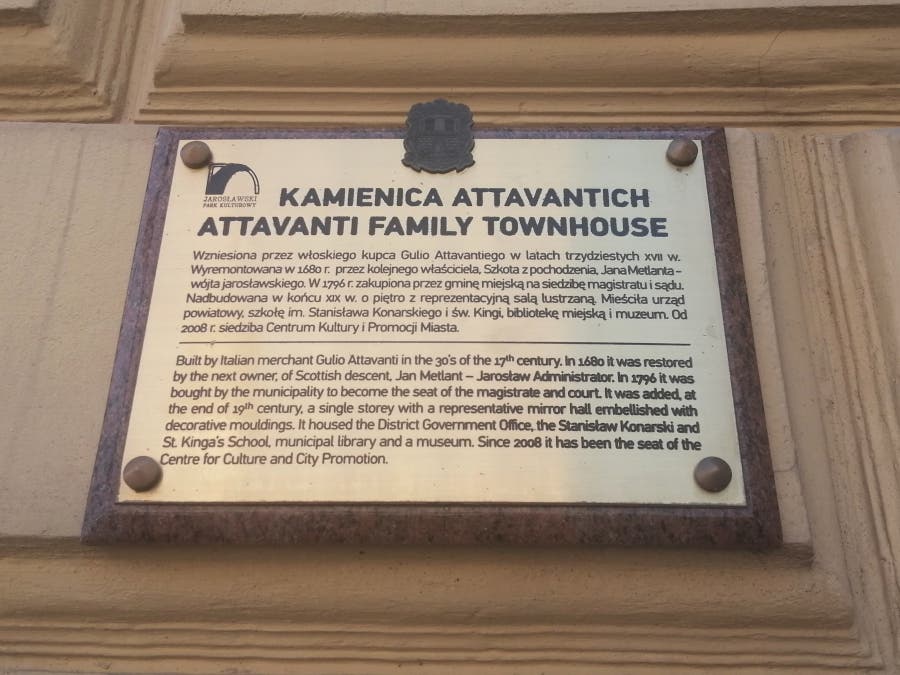 JAROSŁAWSKI
PARK KULTUROWY
KAMIENICA ATTAVANTICH
ATTAVANTI FAMILY TOWNHOUSE
Wzniesiona przez włoskiego kupca Gulio Attavantiego w latach trzydziestych XVII w.
Wyremontowana w 1680 r. przez kolejnego właściciela, Szkota z pochodzenia, Jana Metlanta –
wójta jarosławskiego. W 1796 r. zakupiona przez gminę miejską na siedzibę magistratu i sądu.
Nadbudowana w końcu XIX w. o piętro z reprezentacyjną salą lustrzaną. Mieściła urząd
powiatowy, szkołę im. Stanisława Konarskiego i św. Kingi, bibliotekę miejską i muzeum. Od
2008 r. siedziba Centrum Kultury i Promocji Miasta.
Built by Italian merchant Gulio Attavanti in the 30's of the 17th century. In 1680 it was restored
by the next owner, of Scottish descent, Jan Metlant – Jarosław Administrator. In 1796 it was
bought by the municipality to become the seat of the magistrate and court. It was added, at
the end of 19th century, a single storey with a representative mirror hall embellished with
decorative mouldings. It housed the District Government Office, the Stanisław Konarski and
St. Kinga's School, municipal library and a museum. Since 2008 it has been the seat of the
Centre for Culture and City Promotion.